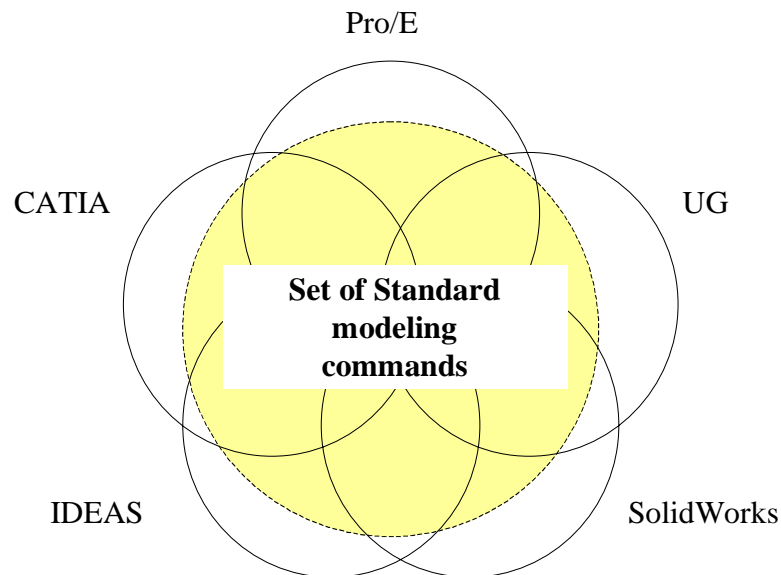 Pro/E
CATIA
UG
Set of Standard
modeling
commands
IDEAS
SolidWorks